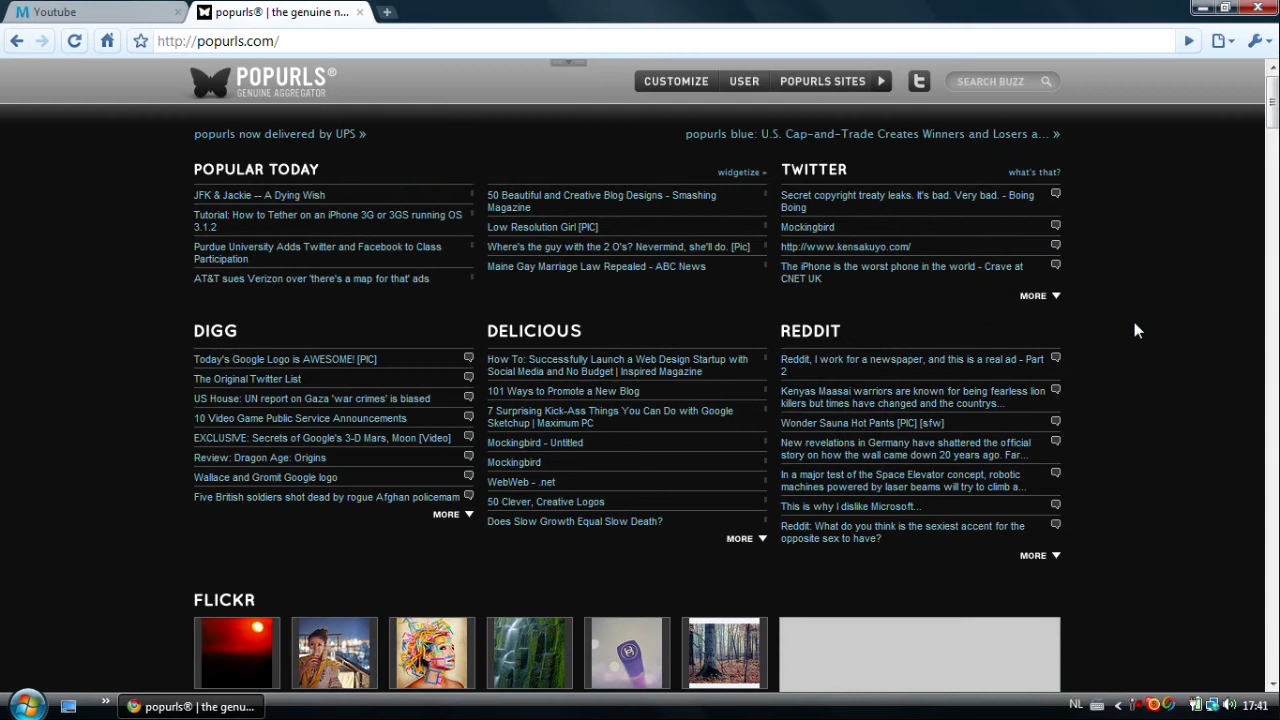 Youtube
popurls® | the genuine n...
http://popurls.com/
POPURLS®
GENUINE AGGREGATOR
CUSTOMIZE
USER
POPURLS SITES
SEARCH BUZZ
popurls now delivered by UPS »
popurls blue: U.S. Cap-and-Trade Creates Winners and Losers a... »
POPULAR TODAY
widgetize »
JFK & Jackie -- A Dying Wish
Tutorial: How to Tether on an iPhone 3G or 3GS running OS
3.1.2
Purdue University Adds Twitter and Facebook to Class
Participation
AT&T sues Verizon over 'there's a map for that' ads
50 Beautiful and Creative Blog Designs - Smashing
Magazine
Low Resolution Girl [PIC]
Where's the guy with the 2 O's? Nevermind, she'll do. [Pic]
Maine Gay Marriage Law Repealed - ABC News
TWITTER
what's that?
Secret copyright treaty leaks. It's bad. Very bad. - Boing
Boing
Mockingbird
http://www.kensakuyo.com/
The iPhone is the worst phone in the world - Crave at
CNET UK
MORE
DIGG
Today's Google Logo is AWESOME! [PIC]
The Original Twitter List
US House: UN report on Gaza 'war crimes' is biased
10 Video Game Public Service Announcements
EXCLUSIVE: Secrets of Google's 3-D Mars, Moon [Video]
Review: Dragon Age: Origins
Wallace and Gromit Google logo
Five British soldiers shot dead by rogue Afghan policemam
MORE
DELICIOUS
How To: Successfully Launch a Web Design Startup with
Social Media and No Budget | Inspired Magazine
101 Ways to Promote a New Blog
7 Surprising Kick-Ass Things You Can Do with Google
Sketchup | Maximum PC
Mockingbird - Untitled
Mockingbird
WebWeb - .net
50 Clever, Creative Logos
Does Slow Growth Equal Slow Death?
MORE
REDDIT
Reddit, I work for a newspaper, and this is a real ad - Part
2
Kenyas Maasai warriors are known for being fearless lion
killers but times have changed and the countrys...
Wonder Sauna Hot Pants [PIC] [sfw]
New revelations in Germany have shattered the official
story on how the wall came down 20 years ago. Far...
In a major test of the Space Elevator concept, robotic
machines powered by laser beams will try to climb a...
This is why I dislike Microsoft...
Reddit: What do you think is the sexiest accent for the
opposite sex to have?
MORE
FLICKR
popurls® | the genu...
NL
17:41